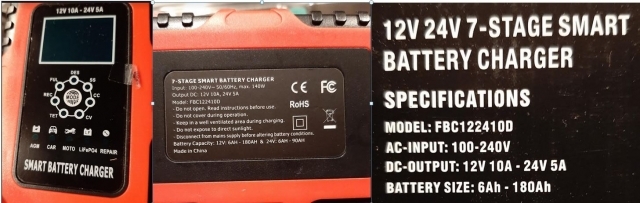 12V 10A - 24V 5A
DES
FUL
SS
REC
CC
TET
CV
MODE
AGM CAR MOTO LiFePO4 REPAIR
SMART BATTERY CHARGER
7-STAGE SMART BATTERY CHARGER
Input: 100-240V~ 50/60Hz, max. 140W
Output DC: 12V 10A, 24V 5A
Model: FBC122410D
- Do not open. Read instructions before use.
- Do not cover during operation.
- Keep in a well ventilated area during charging.
- Do not expose to direct sunlight.
- Disconnect from mains supply before altering battery conditions.
Battery Capacity: 12V: 6AH - 180AH & 24V: 6AH - 90AH
Made in China
CE FC
RoHS
12V 24V 7-STAGE SMART
BATTERY CHARGER
SPECIFICATIONS
MODEL: FBC122410D
AC-INPUT: 100-240V
DC-OUTPUT: 12V 10A - 24V 5A
BATTERY SIZE: 6Ah - 180Ah